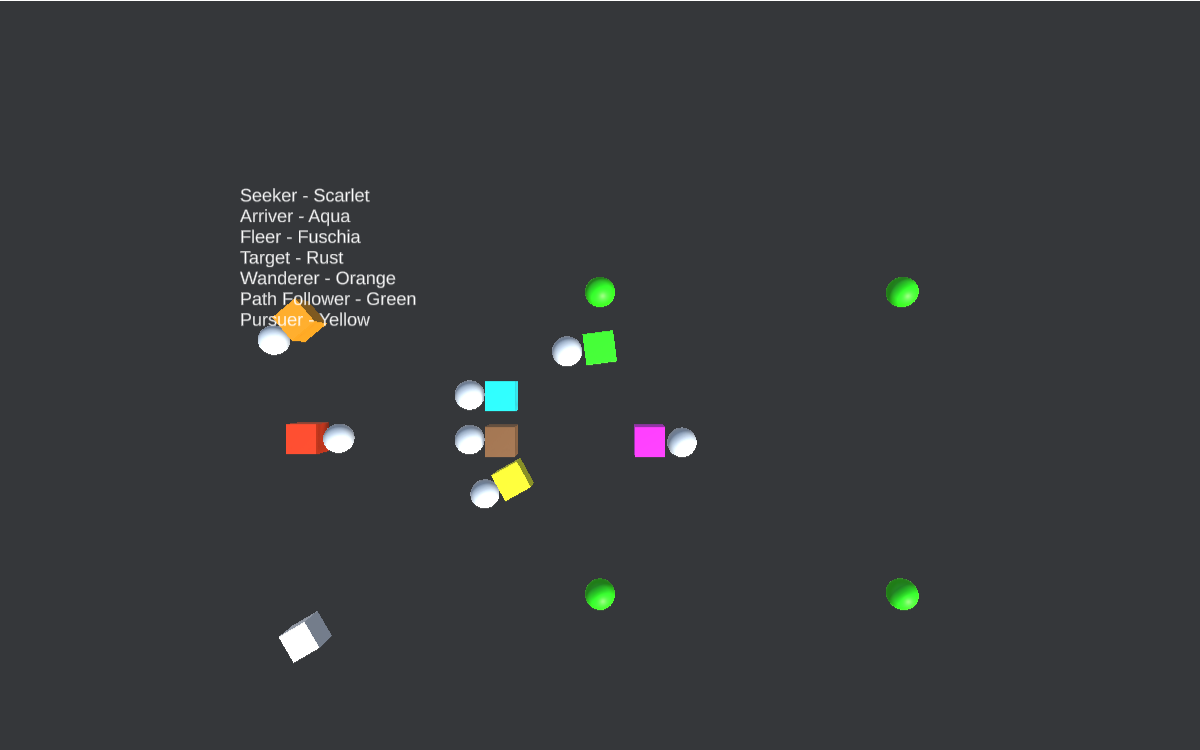 Seeker - Scarlet
Arriver - Aqua
Fleer - Fuschia
Target - Rust
Wanderer - Orange
Path Follower - Green
Pursuer - Yellow